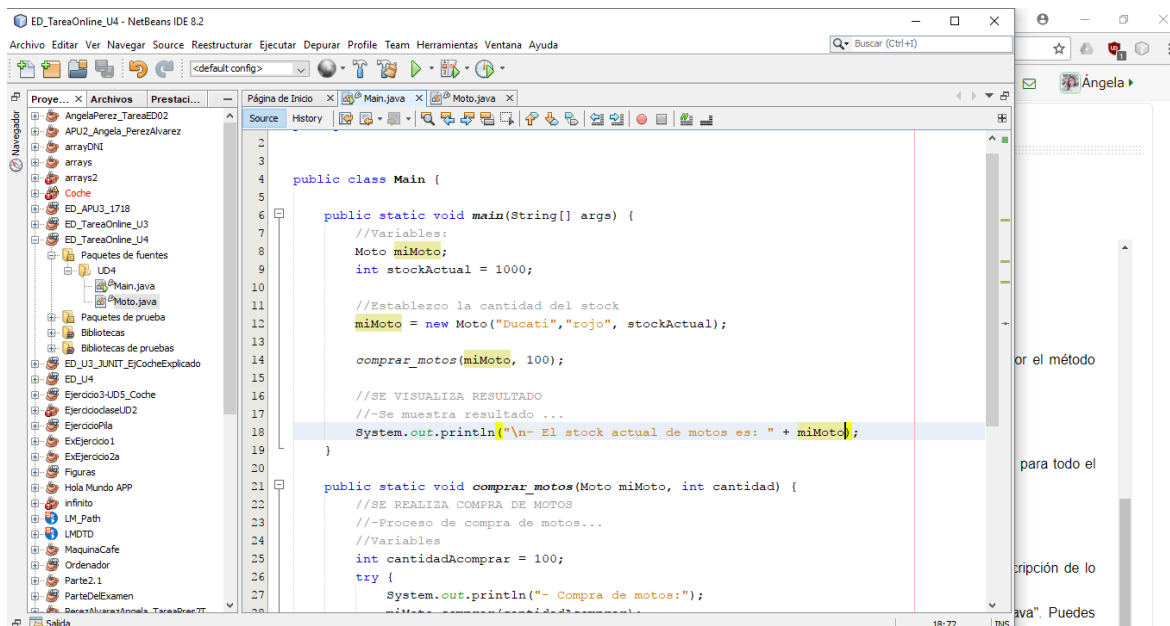 ED_TareaOnline_U4 - NetBeans IDE 8.2
Archivo Editar Ver Navegar Source Reestructurar Ejecutar Depurar Profile Team Herramientas Ventana Ayuda
Buscar (Ctrl+I)
<default config>
Ángela
Proye... × Archivos Prestaci...
Página de Inicio × Main.java × Moto.java ×
Source History
Navegador
AngelaPerez_TareaED02
APU2_Angela_PerezAlvarez
arrayDNI
arrays
arrays2
Coche
ED_APU3_1718
ED_TareaOnline_U3
ED_TareaOnline_U4
Paquetes de fuentes
UD4
Main.java
Moto.java
Paquetes de prueba
Bibliotecas
Bibliotecas de pruebas
ED_U3_JUNIT_EjCocheExplicado
ED_U4
Ejercicio3-UD5_Coche
EjercicioclaseUD2
EjercicioPila
ExEjercicio1
ExEjercicio2a
Figuras
Hola Mundo APP
infinito
LM_Path
LMDTD
MaquinaCafe
Ordenador
Parte2.1
ParteDelExamen
PerezAlvarezAngela_TareaPres2T
2
3
4 public class Main {
5
6 public static void main(String[] args) {
7 //Variables:
8 Moto miMoto;
9 int stockActual = 1000;
10
11 //Establezco la cantidad del stock
12 miMoto = new Moto("Ducati","rojo", stockActual);
13
14 comprar_motos(miMoto, 100);
15
16 //SE VISUALIZA RESULTADO
17 //-Se muestra resultado ...
18 System.out.println("\n- El stock actual de motos es: " + miMoto);
19 }
20
21 public static void comprar_motos(Moto miMoto, int cantidad) {
22 //SE REALIZA COMPRA DE MOTOS
23 //-Proceso de compra de motos...
24 //Variables
25 int cantidadAcomprar = 100;
26 try {
27 System.out.println("- Compra de motos:");
28 miMoto.comprar(cantidadAcomprar);
or el método
para todo el
cripción de lo
ava". Puedes
Salida
18:72 INS